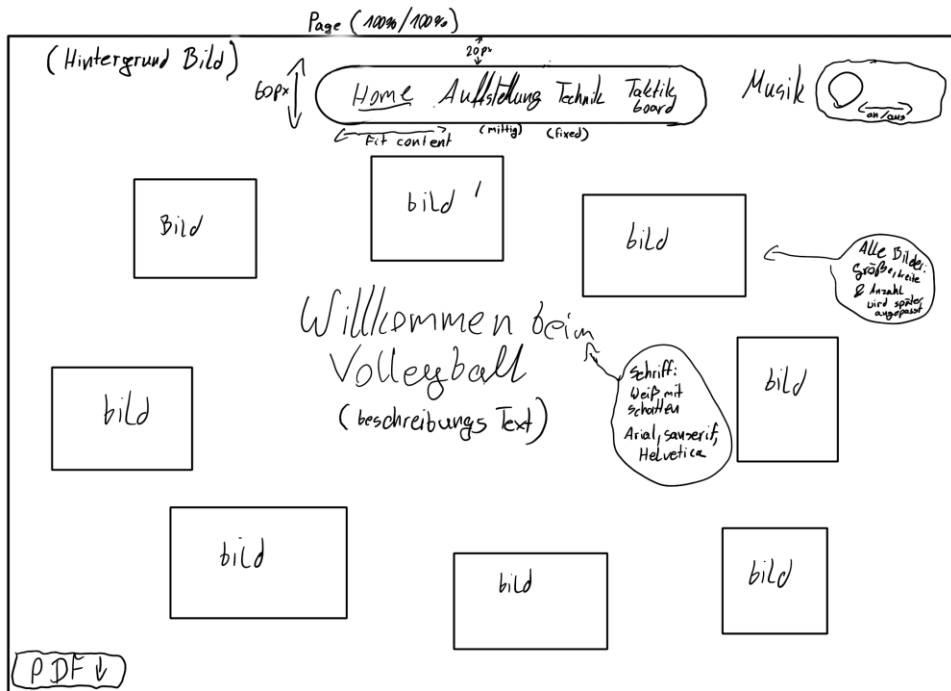 Page (100%/100%)
(Hintergrund Bild)
20px
60px
Home Aufstellung Technik Taktik
board
Musik
an/aus
Fit content
(mittig) (fixed)
Bild
bild
bild
Alle Bilder:
Größe, breite
& Anzahl
wird später
angepasst
Willkommen beim
Volleyball
(beschreibungs Text)
Schrift:
Weiß mit
schatten
Arial, sanserif,
Helvetica
bild
bild
bild
bild
bild
PDF ↓